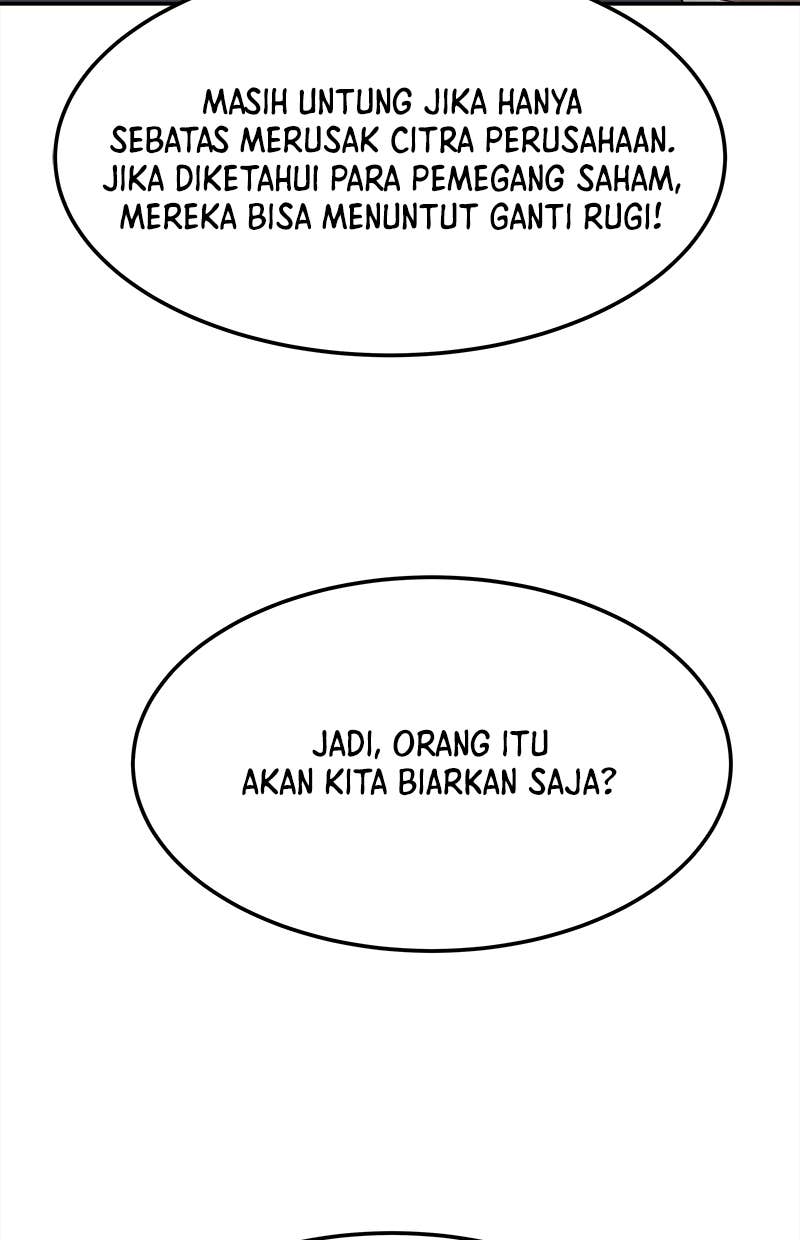 MASIH UNTUNG JIKA HANYA
SEBATAS MERUSAK CITRA PERUSAHAAN.
JIKA DIKETAHUI PARA PEMEGANG SAHAM,
MEREKA BISA MENUNTUT GANTI RUGI!
JADI, ORANG ITU
AKAN KITA BIARKAN SAJA?